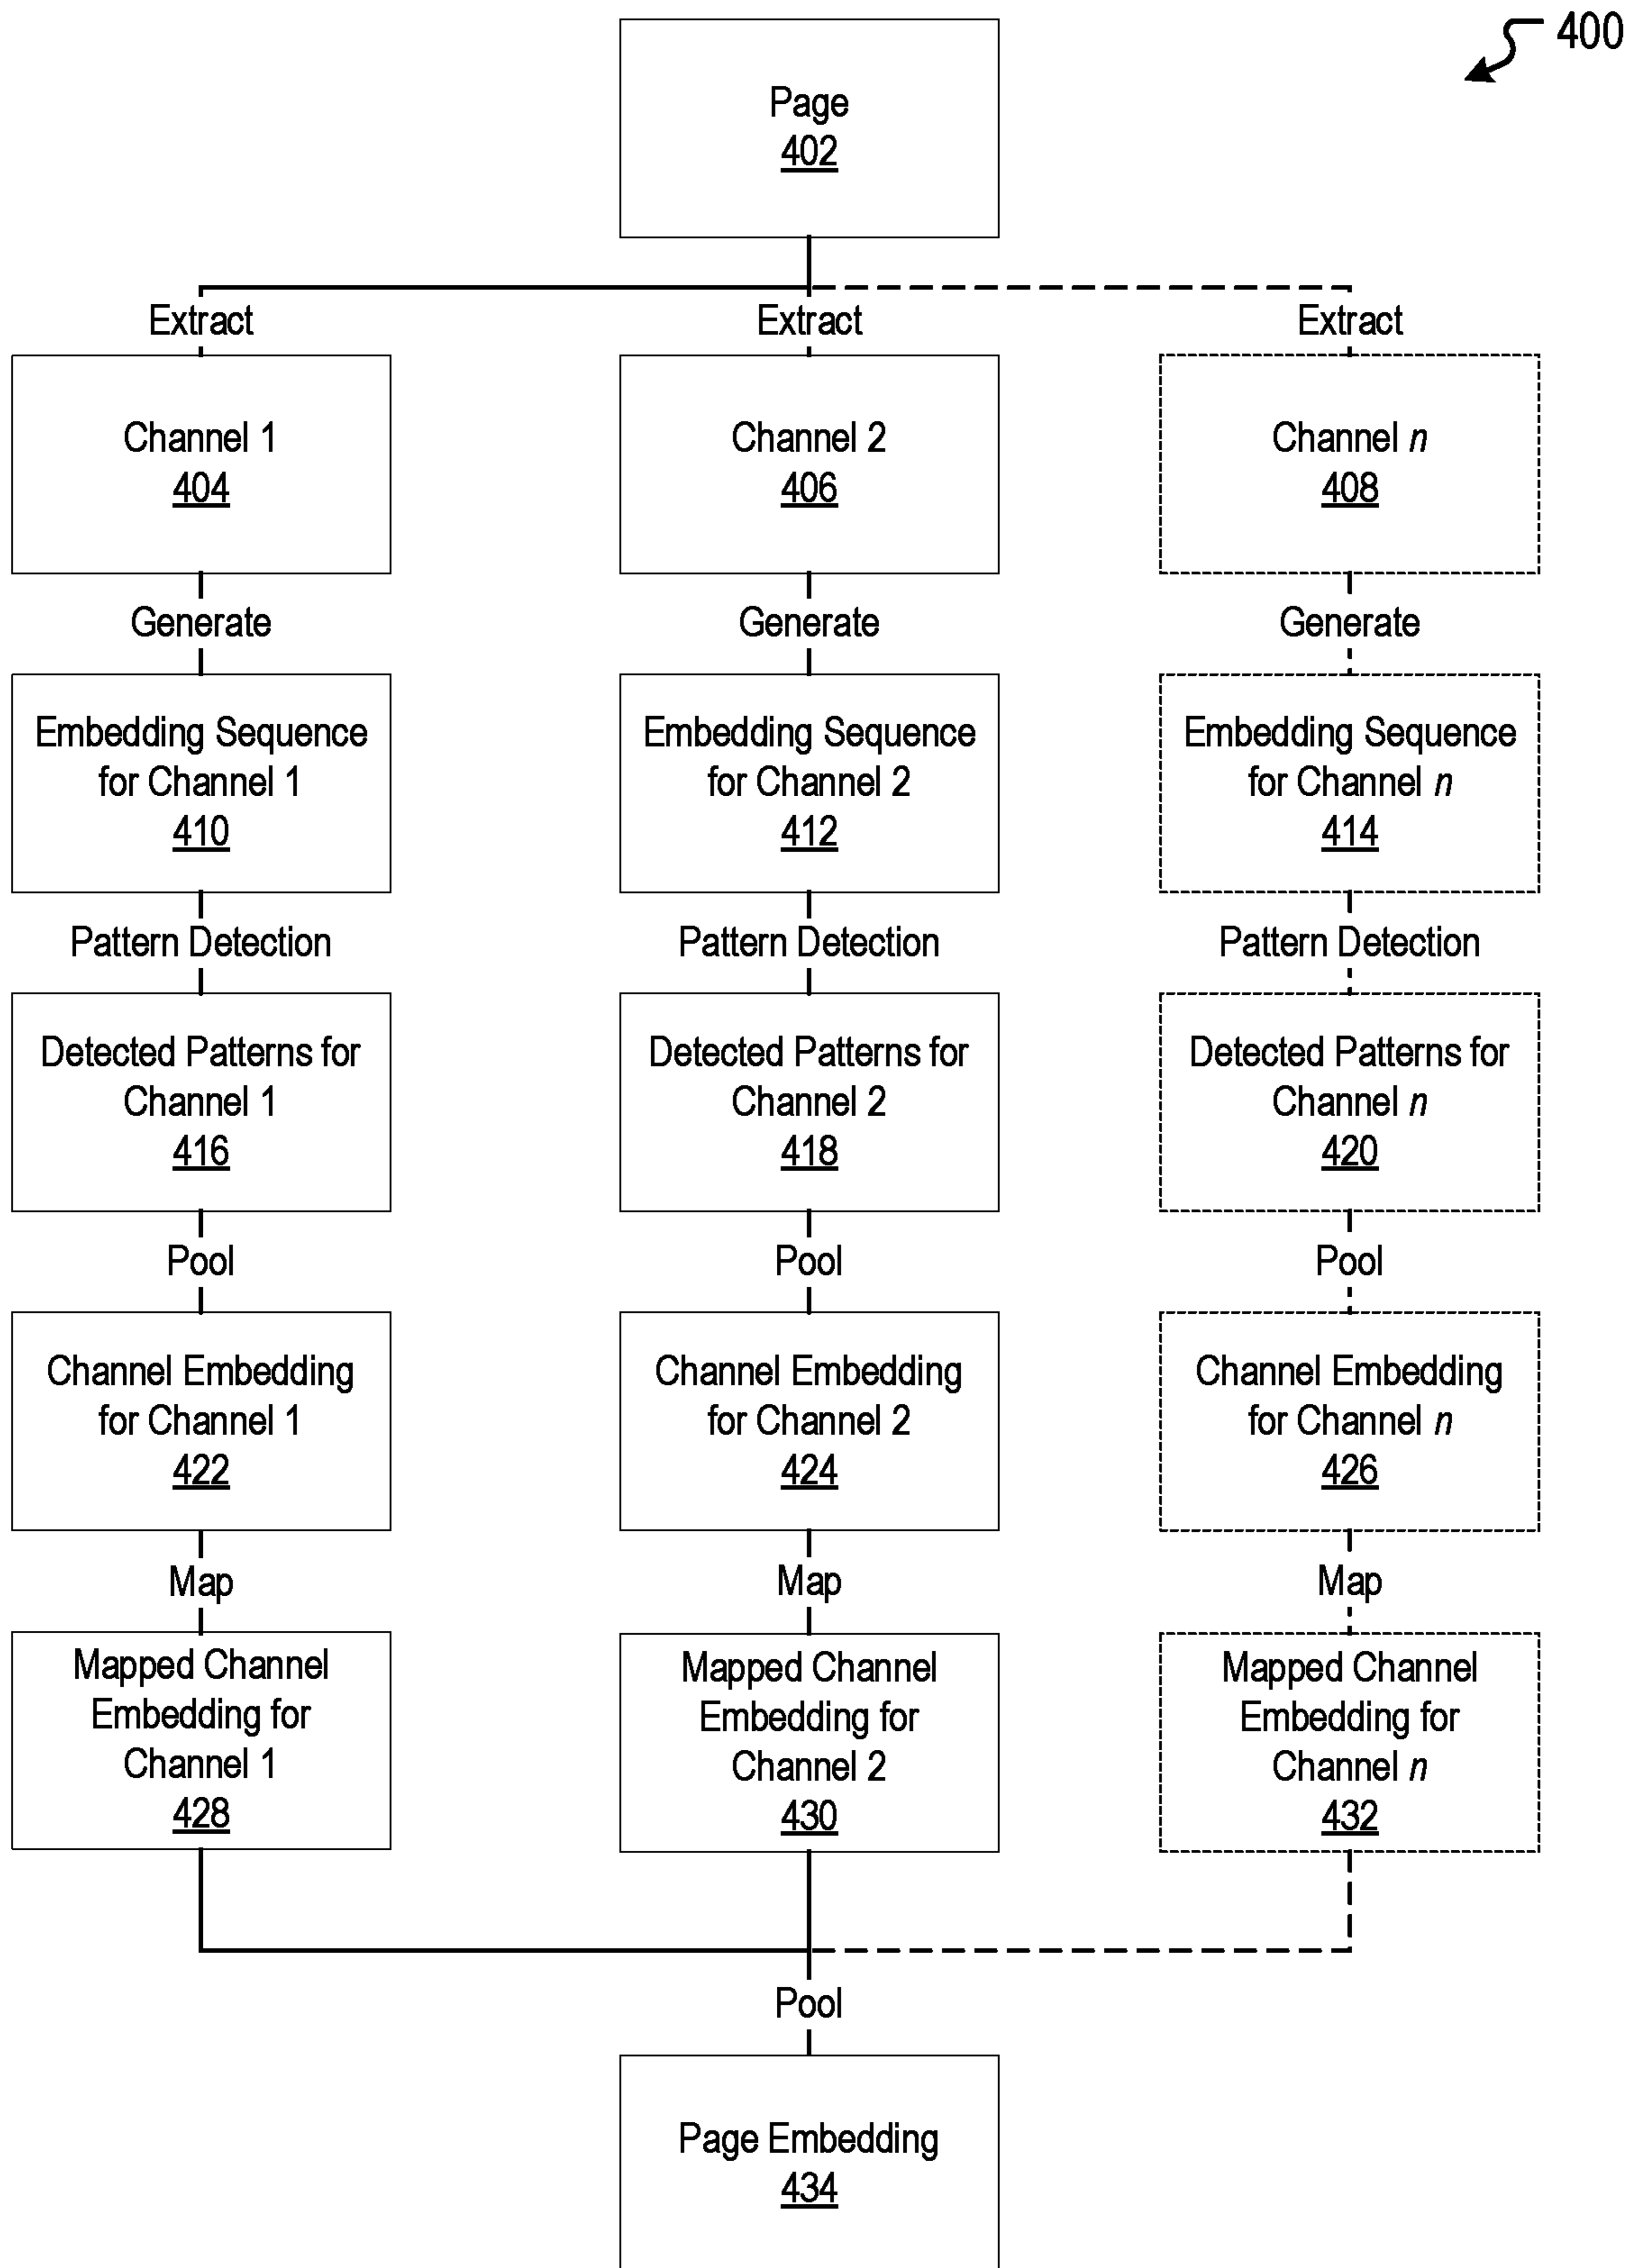 400
Page
402
Extract
Extract
Extract
Channel 1
404
Channel 2
406
Channel n
408
Generate
Generate
Generate
Embedding Sequence
for Channel 1
410
Embedding Sequence
for Channel 2
412
Embedding Sequence
for Channel n
414
Pattern Detection
Pattern Detection
Pattern Detection
Detected Patterns for
Channel 1
416
Detected Patterns for
Channel 2
418
Detected Patterns for
Channel n
420
Pool
Pool
Pool
Channel Embedding
for Channel 1
422
Channel Embedding
for Channel 2
424
Channel Embedding
for Channel n
426
Map
Map
Map
Mapped Channel
Embedding for
Channel 1
428
Mapped Channel
Embedding for
Channel 2
430
Mapped Channel
Embedding for
Channel n
432
Pool
Page Embedding
434